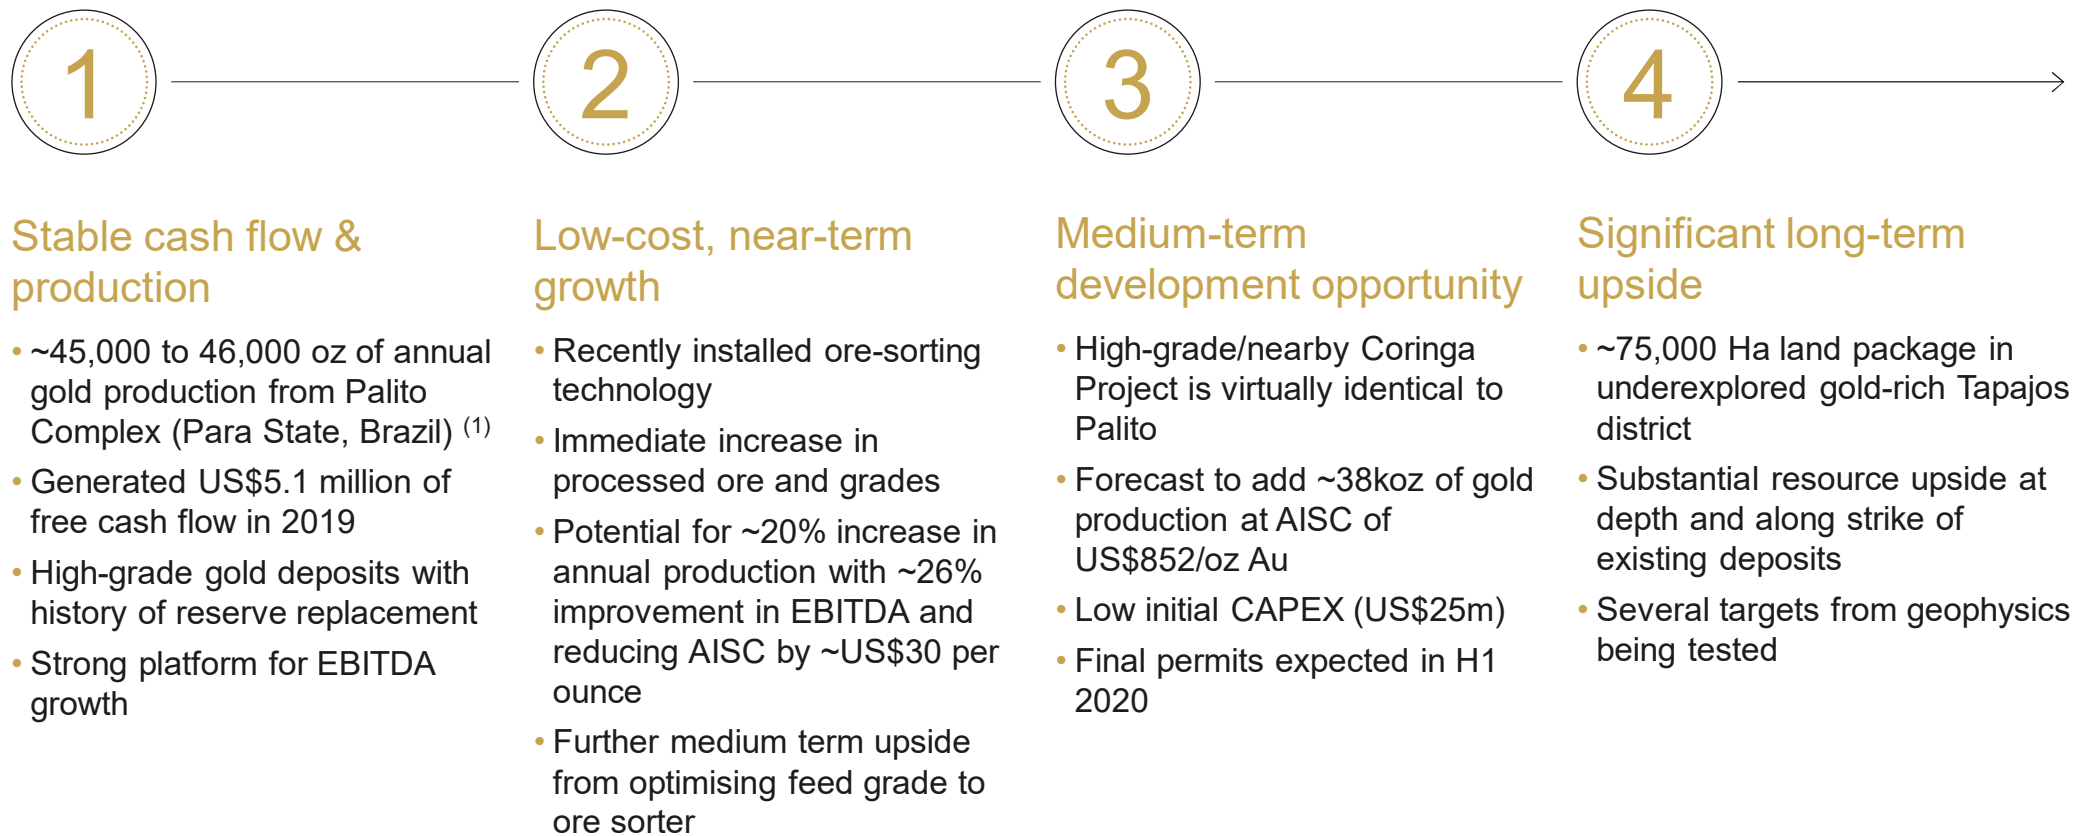 1
Stable cash flow &
production
• ~45,000 to 46,000 oz of annual
gold production from Palito
Complex (Para State, Brazil) (1)
• Generated US$5.1 million of
free cash flow in 2019
• High-grade gold deposits with
history of reserve replacement
• Strong platform for EBITDA
growth
2
Low-cost, near-term
growth
• Recently installed ore-sorting
technology
• Immediate increase in
processed ore and grades
• Potential for ~20% increase in
annual production with ~26%
improvement in EBITDA and
reducing AISC by ~US$30 per
ounce
• Further medium term upside
from optimising feed grade to
ore sorter
3
Medium-term
development opportunity
• High-grade/nearby Coringa
Project is virtually identical to
Palito
• Forecast to add ~38koz of gold
production at AISC of
US$852/oz Au
• Low initial CAPEX (US$25m)
• Final permits expected in H1
2020
4
Significant long-term
upside
• ~75,000 Ha land package in
underexplored gold-rich Tapajos
district
• Substantial resource upside at
depth and along strike of
existing deposits
• Several targets from geophysics
being tested